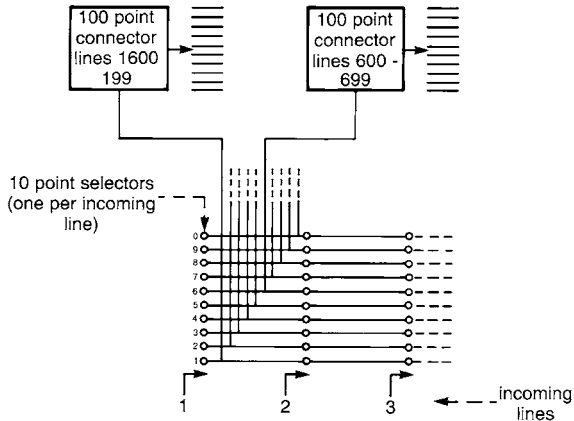 100 point
connector
lines 1600
199
100 point
connector
lines 600 -
699
10 point selectors
(one per incoming
line)
0
9
8
7
6
5
4
3
2
1
1
2
3
incoming
lines